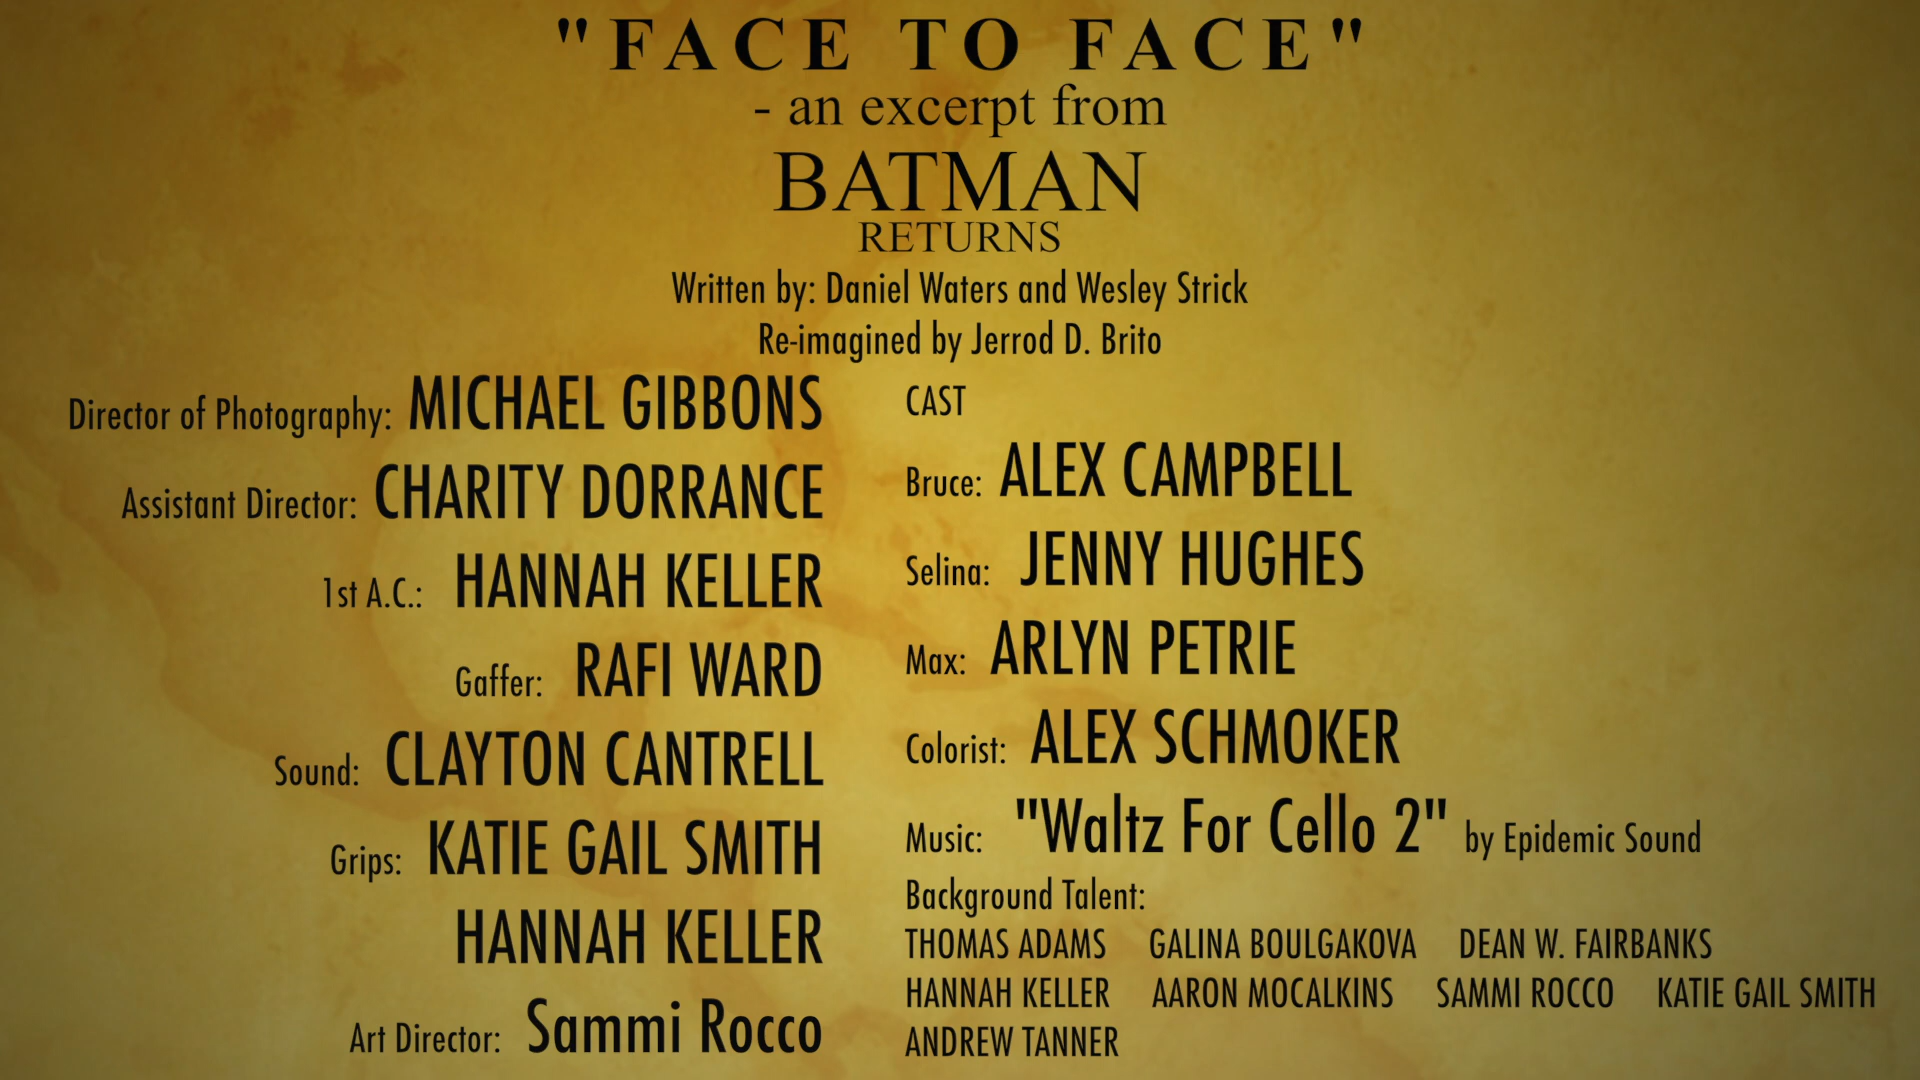 "FACE TO FACE"
- an excerpt from
BATMAN
RETURNS
Written by: Daniel Waters and Wesley Strick
Re-imagined by Jerrod D. Brito
Director of Photography: MICHAEL GIBBONS
Assistant Director: CHARITY DORRANCE
1st A.C.: HANNAH KELLER
Gaffer: RAFI WARD
Sound: CLAYTON CANTRELL
Grips: KATIE GAIL SMITH
HANNAH KELLER
Art Director: Sammi Rocco
CAST
Bruce: ALEX CAMPBELL
Selina: JENNY HUGHES
Max: ARLYN PETRIE
Colorist: ALEX SCHMOKER
Music: "Waltz For Cello 2" by Epidemic Sound
Background Talent:
THOMAS ADAMS GALINA BOULGAKOVA DEAN W. FAIRBANKS
HANNAH KELLER AARON MOCALKINS SAMMI ROCCO KATIE GAIL SMITH
ANDREW TANNER